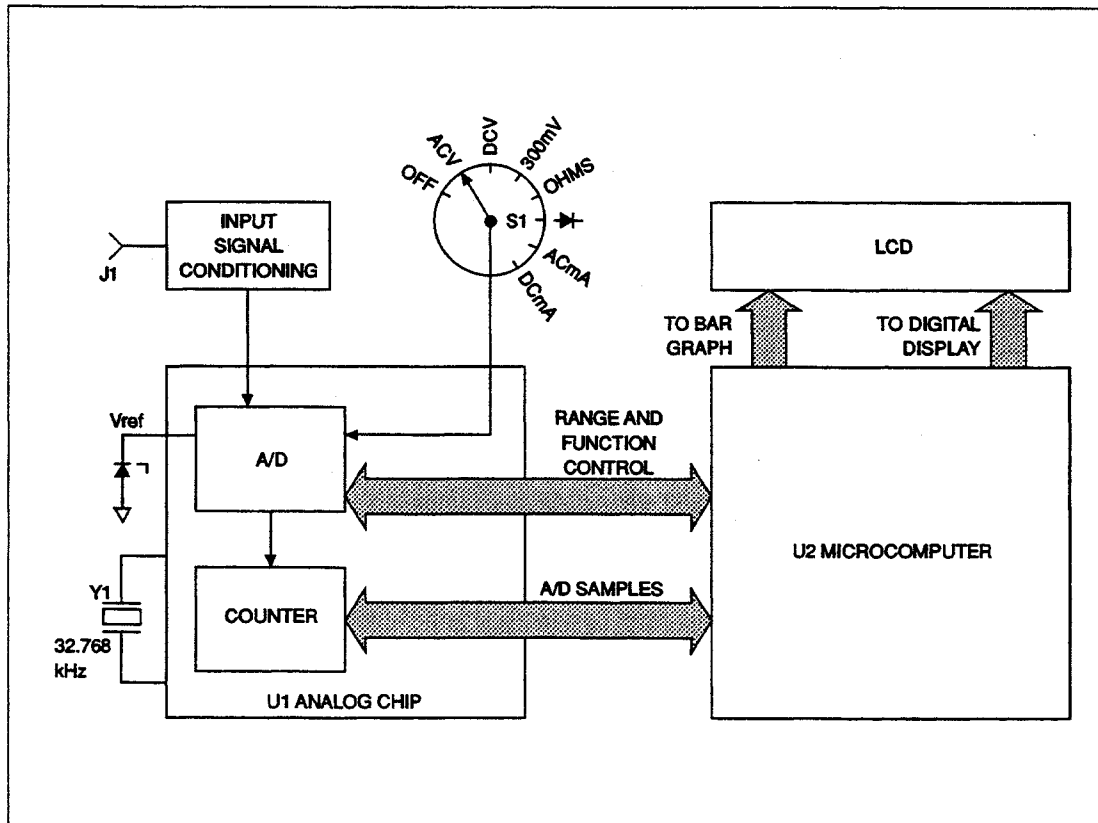 OFF
ACV
DCV
300mV
OHMS
S1
ACmA
DCmA
INPUT
SIGNAL
CONDITIONING
J1
LCD
TO BAR
GRAPH
TO DIGITAL
DISPLAY
Vref
A/D
RANGE AND
FUNCTION
CONTROL
U2 MICROCOMPUTER
Y1
32.768
kHz
COUNTER
A/D SAMPLES
U1 ANALOG CHIP